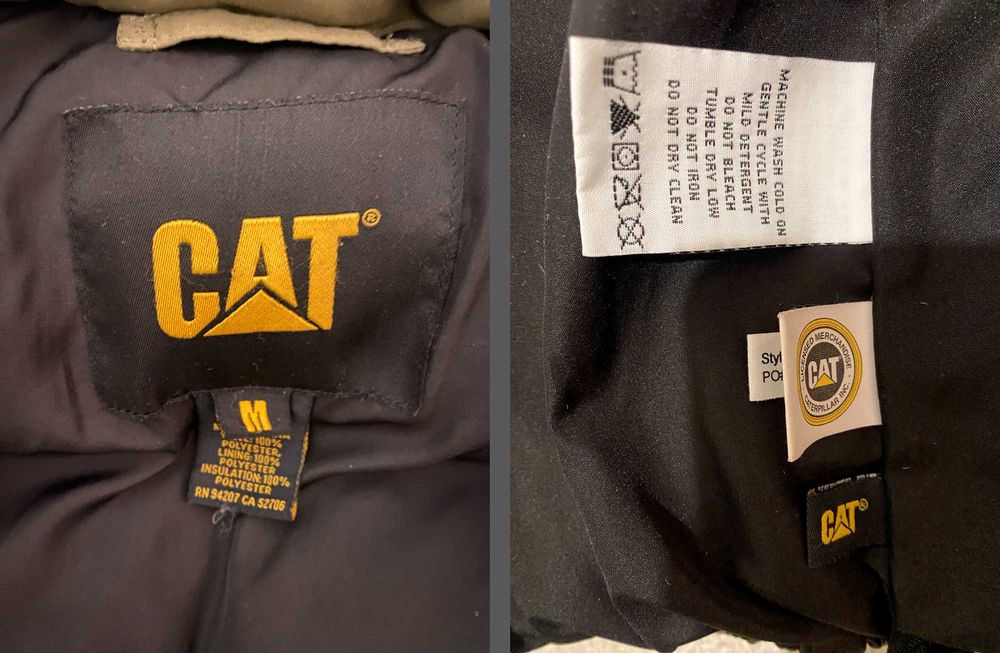 CAT®
M
100%
POLYESTER,
LINING:100%
POLYESTER
INSULATION:100%
POLYESTER
RN 94207 CA 52706
MACHINE WASH COLD ON
GENTLE CYCLE WITH
MILD DETERGENT
DO NOT BLEACH
TUMBLE DRY LOW
DO NOT IRON
DO NOT DRY CLEAN
Styl
PO#
LICENSED MERCHANDISE
CAT
CATERPILLAR INC.
CAT®